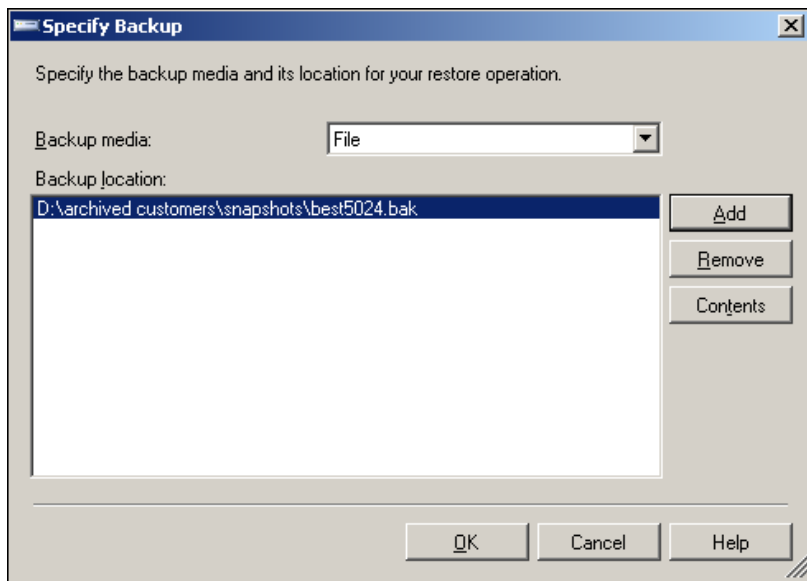 Specify Backup
Specify the backup media and its location for your restore operation.
Backup media:
File
Backup location:
D:\archived customers\snapshots\best5024.bak
Add
Remove
Contents
OK
Cancel
Help